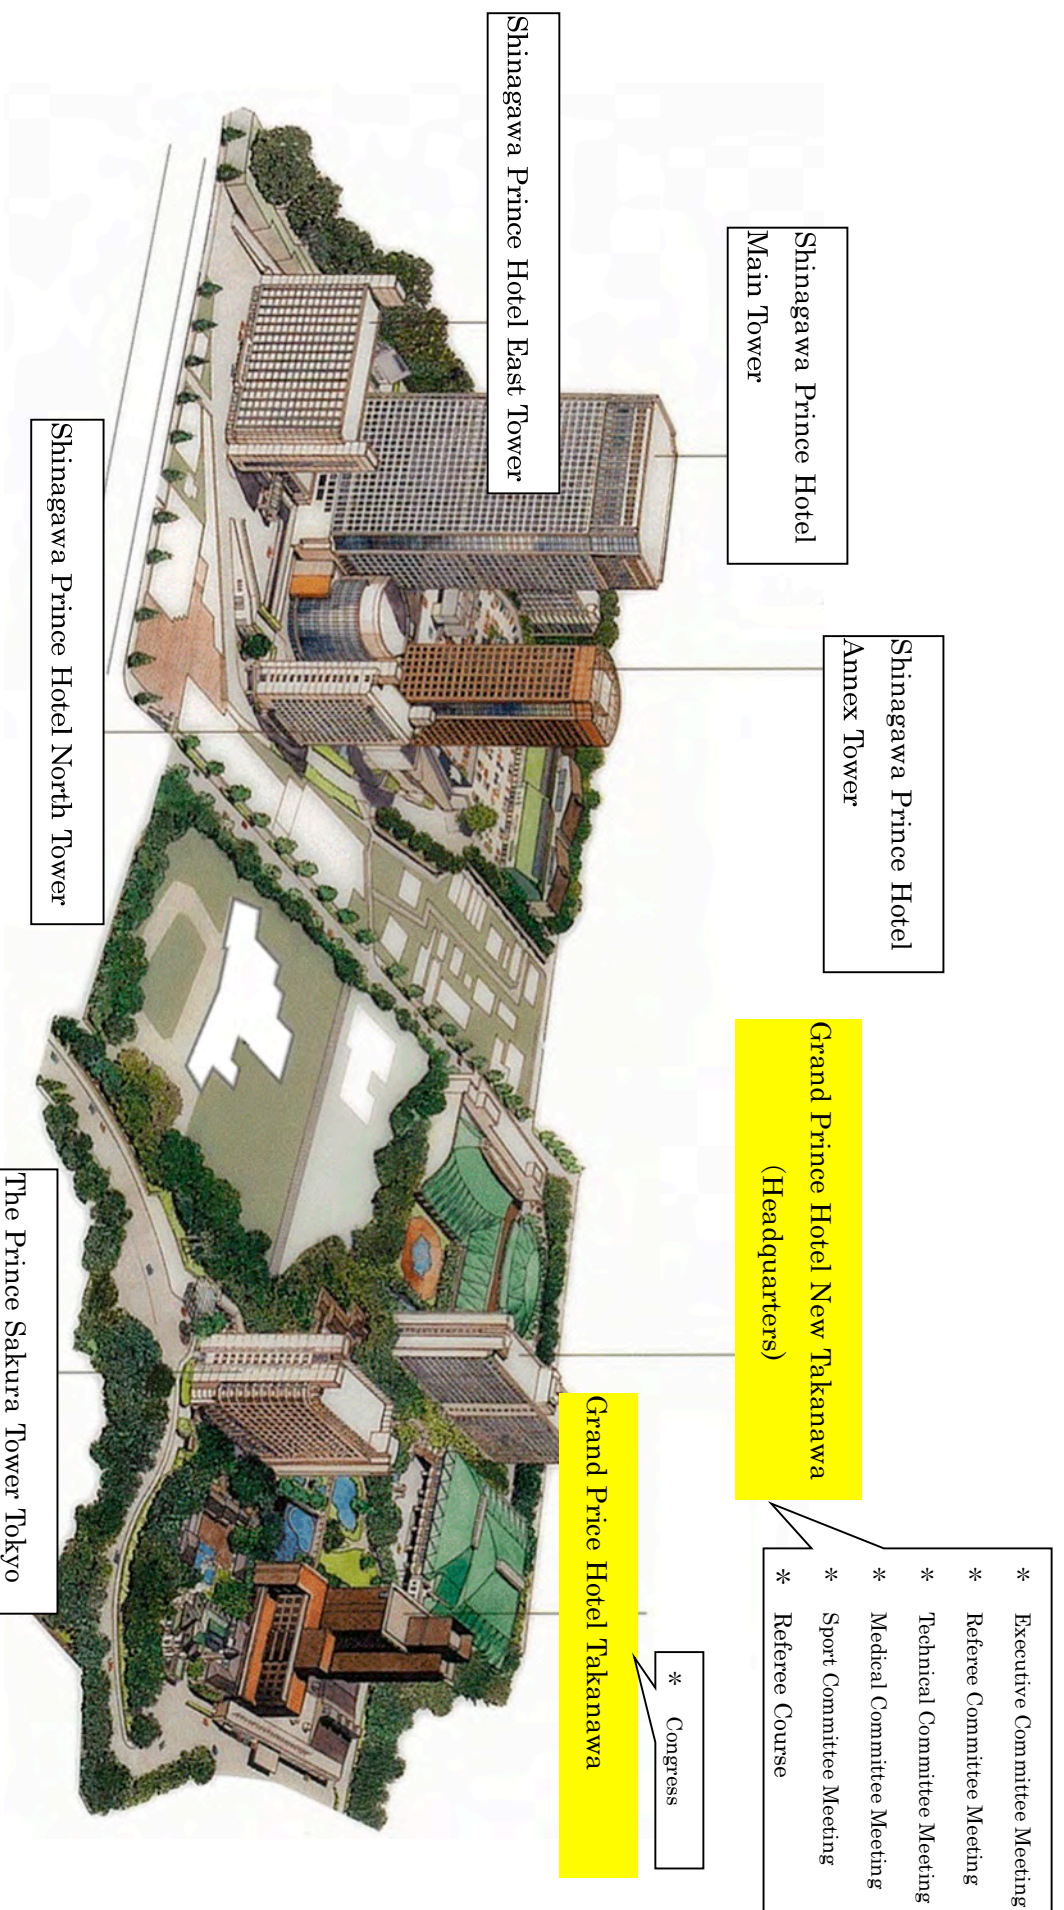 Executive Committee Meeting
* Referee Committee Meeting
* Technical Committee Meeting
* Medical Committee Meeting
* Sport Committee Meeting
* Referee Course
Shinagawa Prince Hotel
Annex Tower
Grand Prince Hotel New Takanawa
(Headquarters)
Shinagawa Prince Hotel
Main Tower
* Congress
Grand Price Hotel Takanawa
Shinagawa Prince Hotel East Tower
Shinagawa Prince Hotel North Tower
The Prince Sakura Tower Tokyo